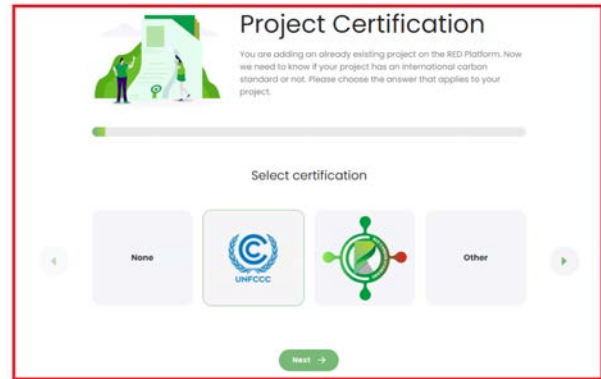 Project Certification
You are adding an already existing project on the RED Platform. Now
we need to know if your project has an international carbon
standard or not. Please choose the answer that applies to your
project.
Select certification
None
UNFCCC
Other
Next